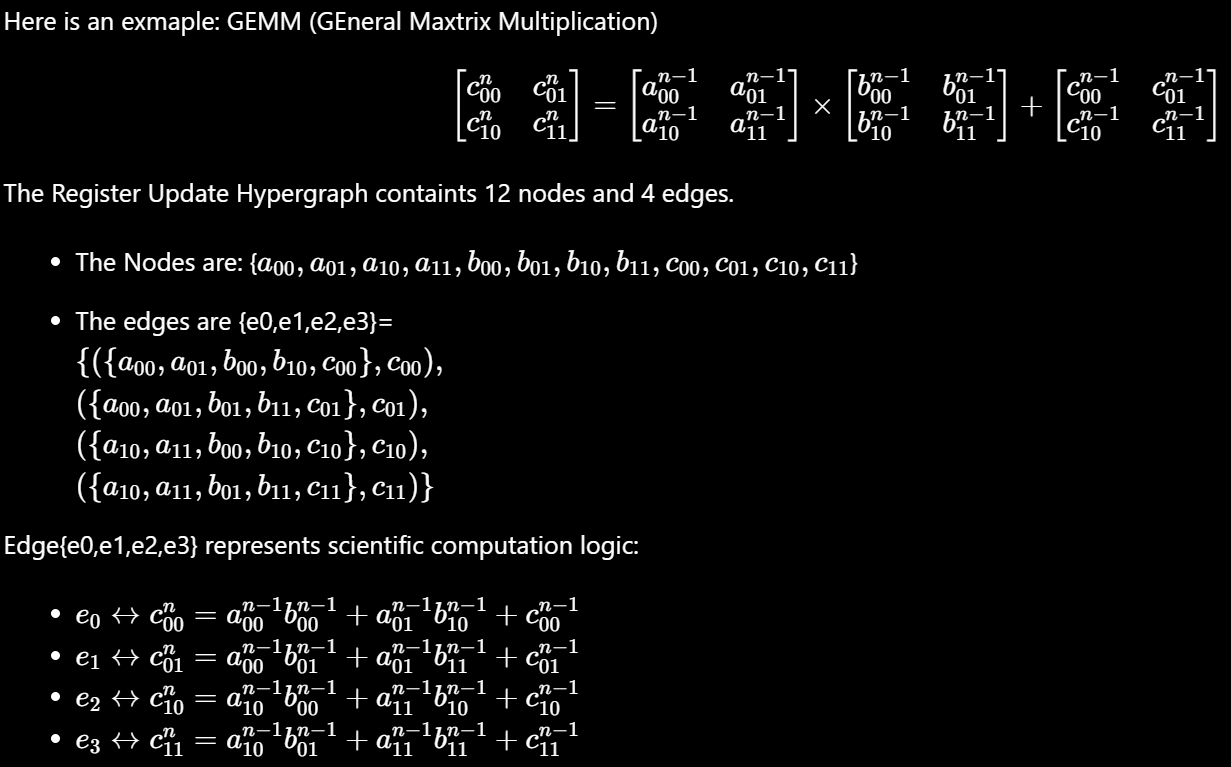 Here is an exmaple: GEMM (GEneral Maxtrix Multiplication)
$$\begin{bmatrix} c_{00}^{n} & c_{01}^{n} \\ c_{10}^{n} & c_{11}^{n} \end{bmatrix} = \begin{bmatrix} a_{00}^{n-1} & a_{01}^{n-1} \\ a_{10}^{n-1} & a_{11}^{n-1} \end{bmatrix} \times \begin{bmatrix} b_{00}^{n-1} & b_{01}^{n-1} \\ b_{10}^{n-1} & b_{11}^{n-1} \end{bmatrix} + \begin{bmatrix} c_{00}^{n-1} & c_{01}^{n-1} \\ c_{10}^{n-1} & c_{11}^{n-1} \end{bmatrix}$$
The Register Update Hypergraph containts 12 nodes and 4 edges.
• The Nodes are: $\{a_{00}, a_{01}, a_{10}, a_{11}, b_{00}, b_{01}, b_{10}, b_{11}, c_{00}, c_{01}, c_{10}, c_{11}\}$
• The edges are {e0,e1,e2,e3}=
$\{(\{a_{00}, a_{01}, b_{00}, b_{10}, c_{00}\}, c_{00}),$
$(\{a_{00}, a_{01}, b_{01}, b_{11}, c_{01}\}, c_{01}),$
$(\{a_{10}, a_{11}, b_{00}, b_{10}, c_{10}\}, c_{10}),$
$(\{a_{10}, a_{11}, b_{01}, b_{11}, c_{11}\}, c_{11})\}$
Edge{e0,e1,e2,e3} represents scientific computation logic:
• $e_0 \leftrightarrow c_{00}^{n} = a_{00}^{n-1} b_{00}^{n-1} + a_{01}^{n-1} b_{10}^{n-1} + c_{00}^{n-1}$
• $e_1 \leftrightarrow c_{01}^{n} = a_{00}^{n-1} b_{01}^{n-1} + a_{01}^{n-1} b_{11}^{n-1} + c_{01}^{n-1}$
• $e_2 \leftrightarrow c_{10}^{n} = a_{10}^{n-1} b_{00}^{n-1} + a_{11}^{n-1} b_{10}^{n-1} + c_{10}^{n-1}$
• $e_3 \leftrightarrow c_{11}^{n} = a_{10}^{n-1} b_{01}^{n-1} + a_{11}^{n-1} b_{11}^{n-1} + c_{11}^{n-1}$